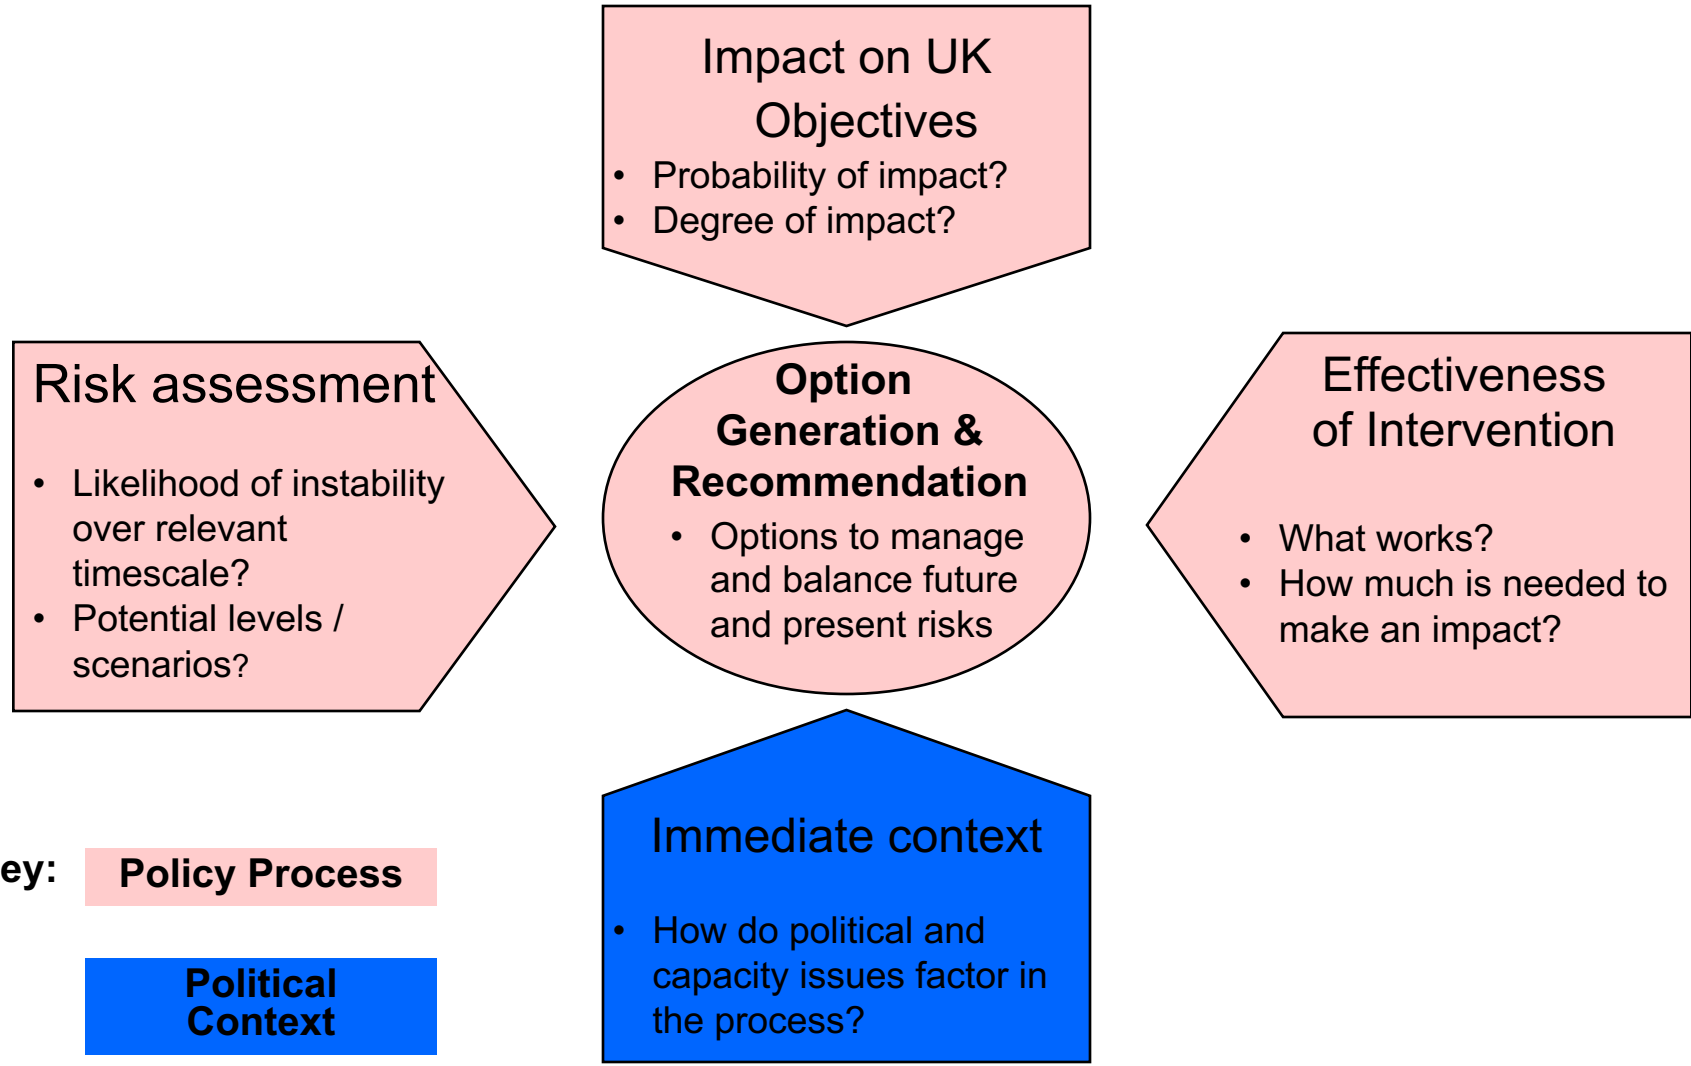 Impact on UK
Objectives
• Probability of impact?
• Degree of impact?
Risk assessment
• Likelihood of instability
over relevant
timescale?
• Potential levels /
scenarios?
Option
Generation &
Recommendation
• Options to manage
and balance future
and present risks
Effectiveness
of Intervention
• What works?
• How much is needed to
make an impact?
Immediate context
• How do political and
capacity issues factor in
the process?
ey:
Policy Process
Political
Context